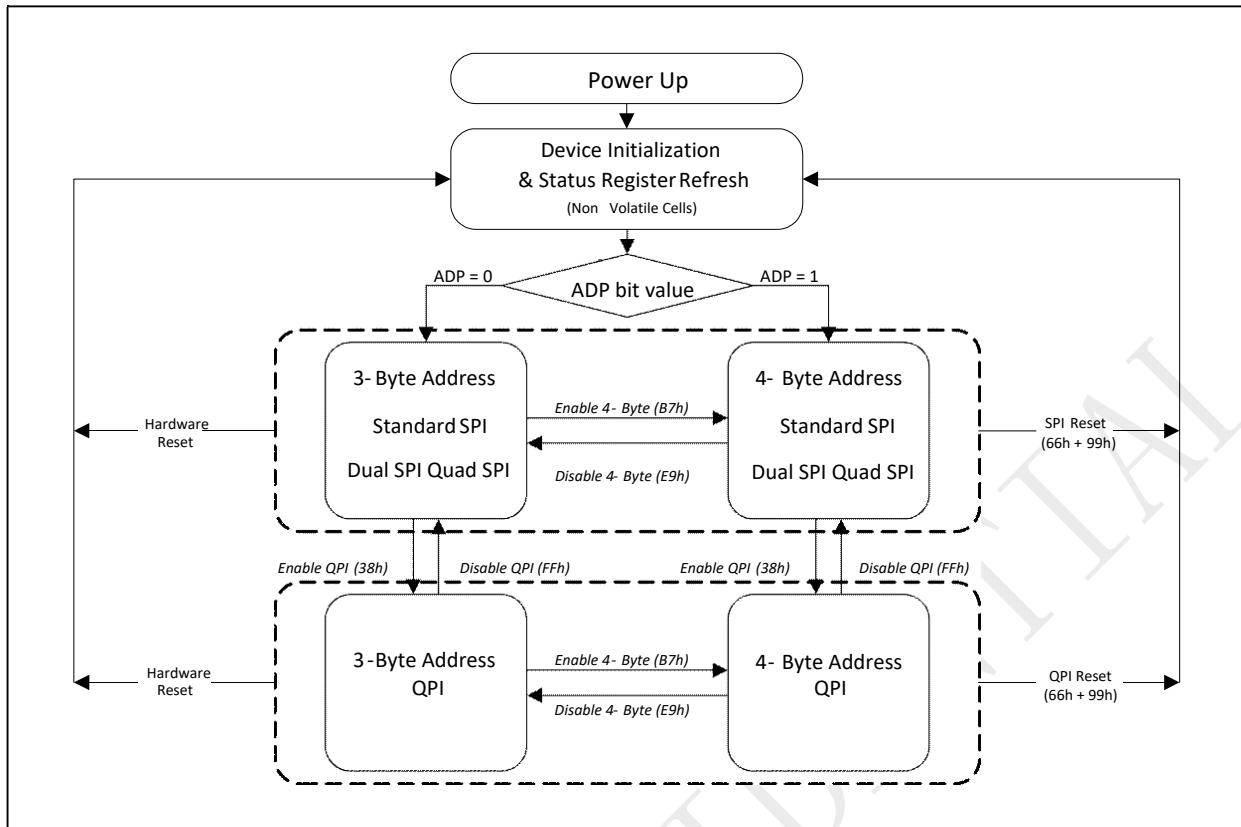 Power Up
Device Initialization
& Status Register Refresh
(Non Volatile Cells)
ADP = 0
ADP bit value
ADP = 1
3- Byte Address
Standard SPI
Dual SPI Quad SPI
Enable 4- Byte (B7h)
Disable 4- Byte (E9h)
4- Byte Address
Standard SPI
Dual SPI Quad SPI
Hardware
Reset
SPI Reset
(66h + 99h)
Enable QPI (38h)
Disable QPI (FFh)
Enable QPI (38h)
Disable QPI (FFh)
3-Byte Address
QPI
Enable 4- Byte (B7h)
Disable 4- Byte (E9h)
4- Byte Address
QPI
Hardware
Reset
QPI Reset
(66h + 99h)